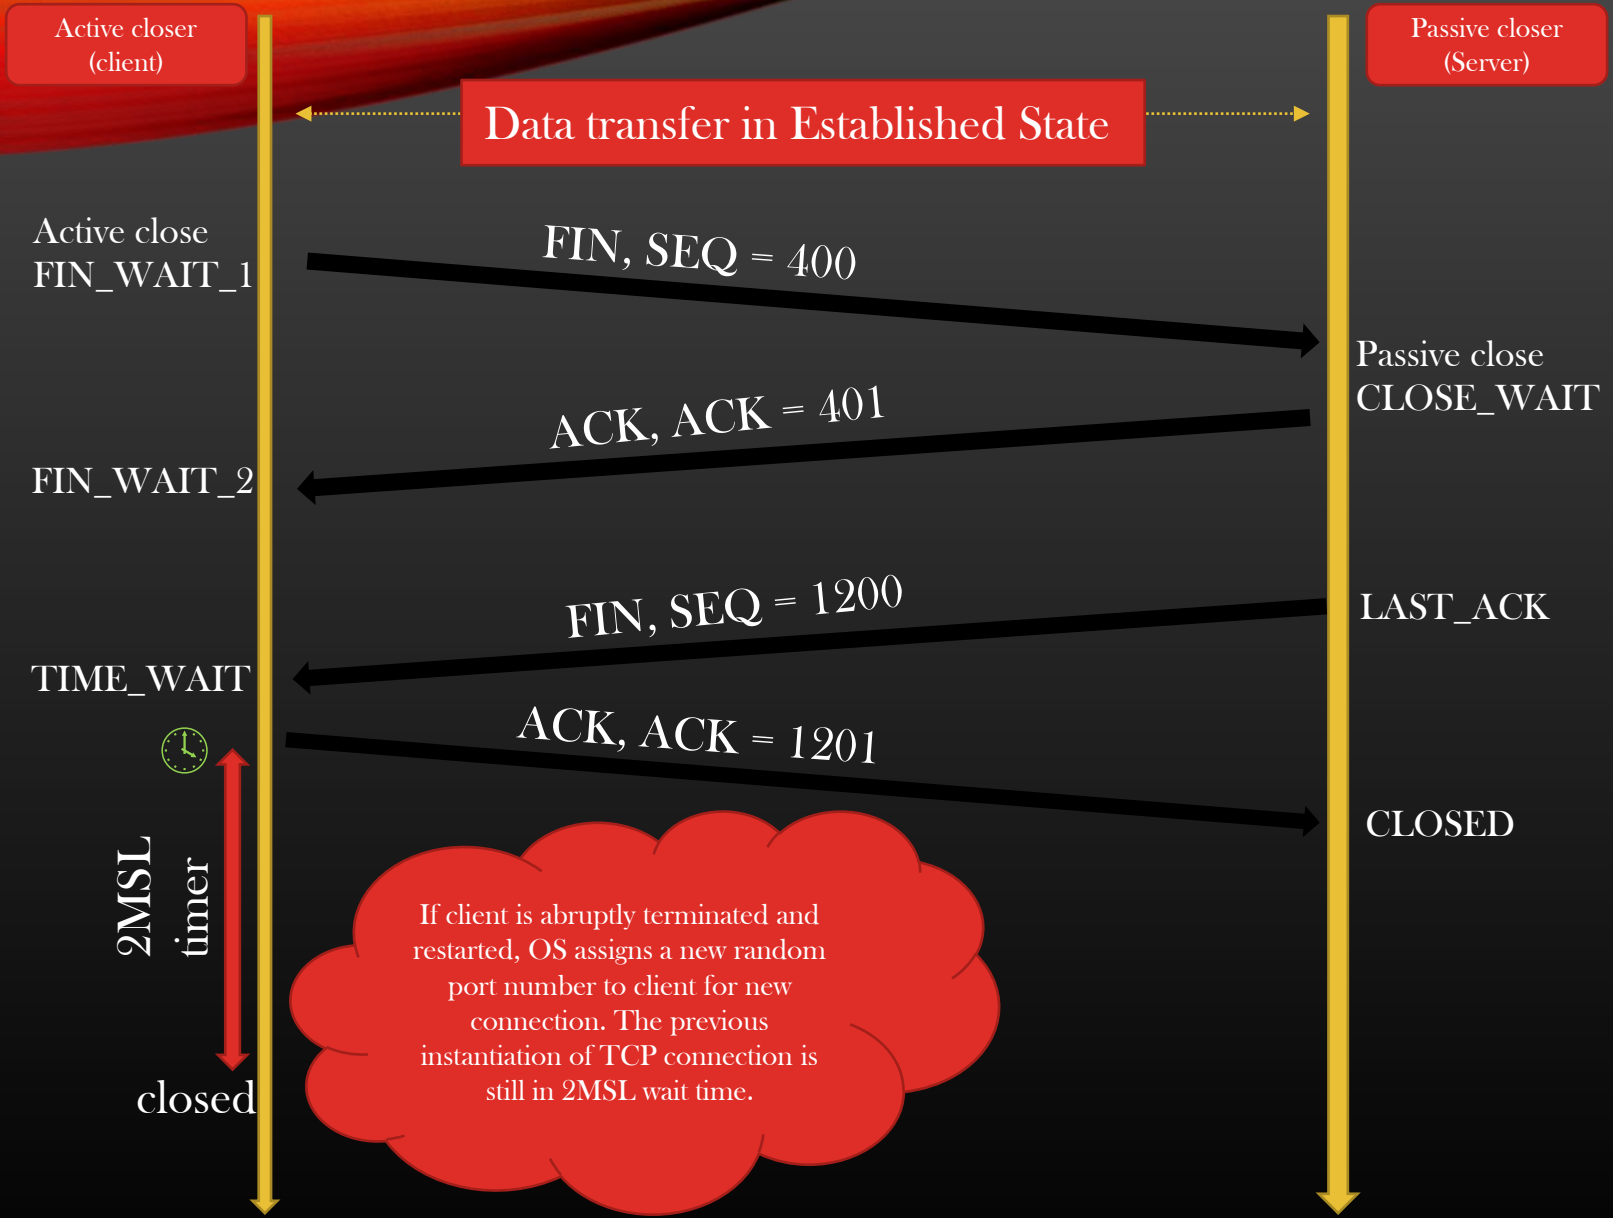 Active closer
(client)
Passive closer
(Server)
Data transfer in Established State
Active close
FIN_WAIT_1
FIN, SEQ = 400
Passive close
CLOSE_WAIT
ACK, ACK = 401
FIN_WAIT_2
FIN, SEQ = 1200
LAST_ACK
TIME_WAIT
ACK, ACK = 1201
CLOSED
2MSL
timer
If client is abruptly terminated and
restarted, OS assigns a new random
port number to client for new
connection. The previous
instantiation of TCP connection is
still in 2MSL wait time.
closed